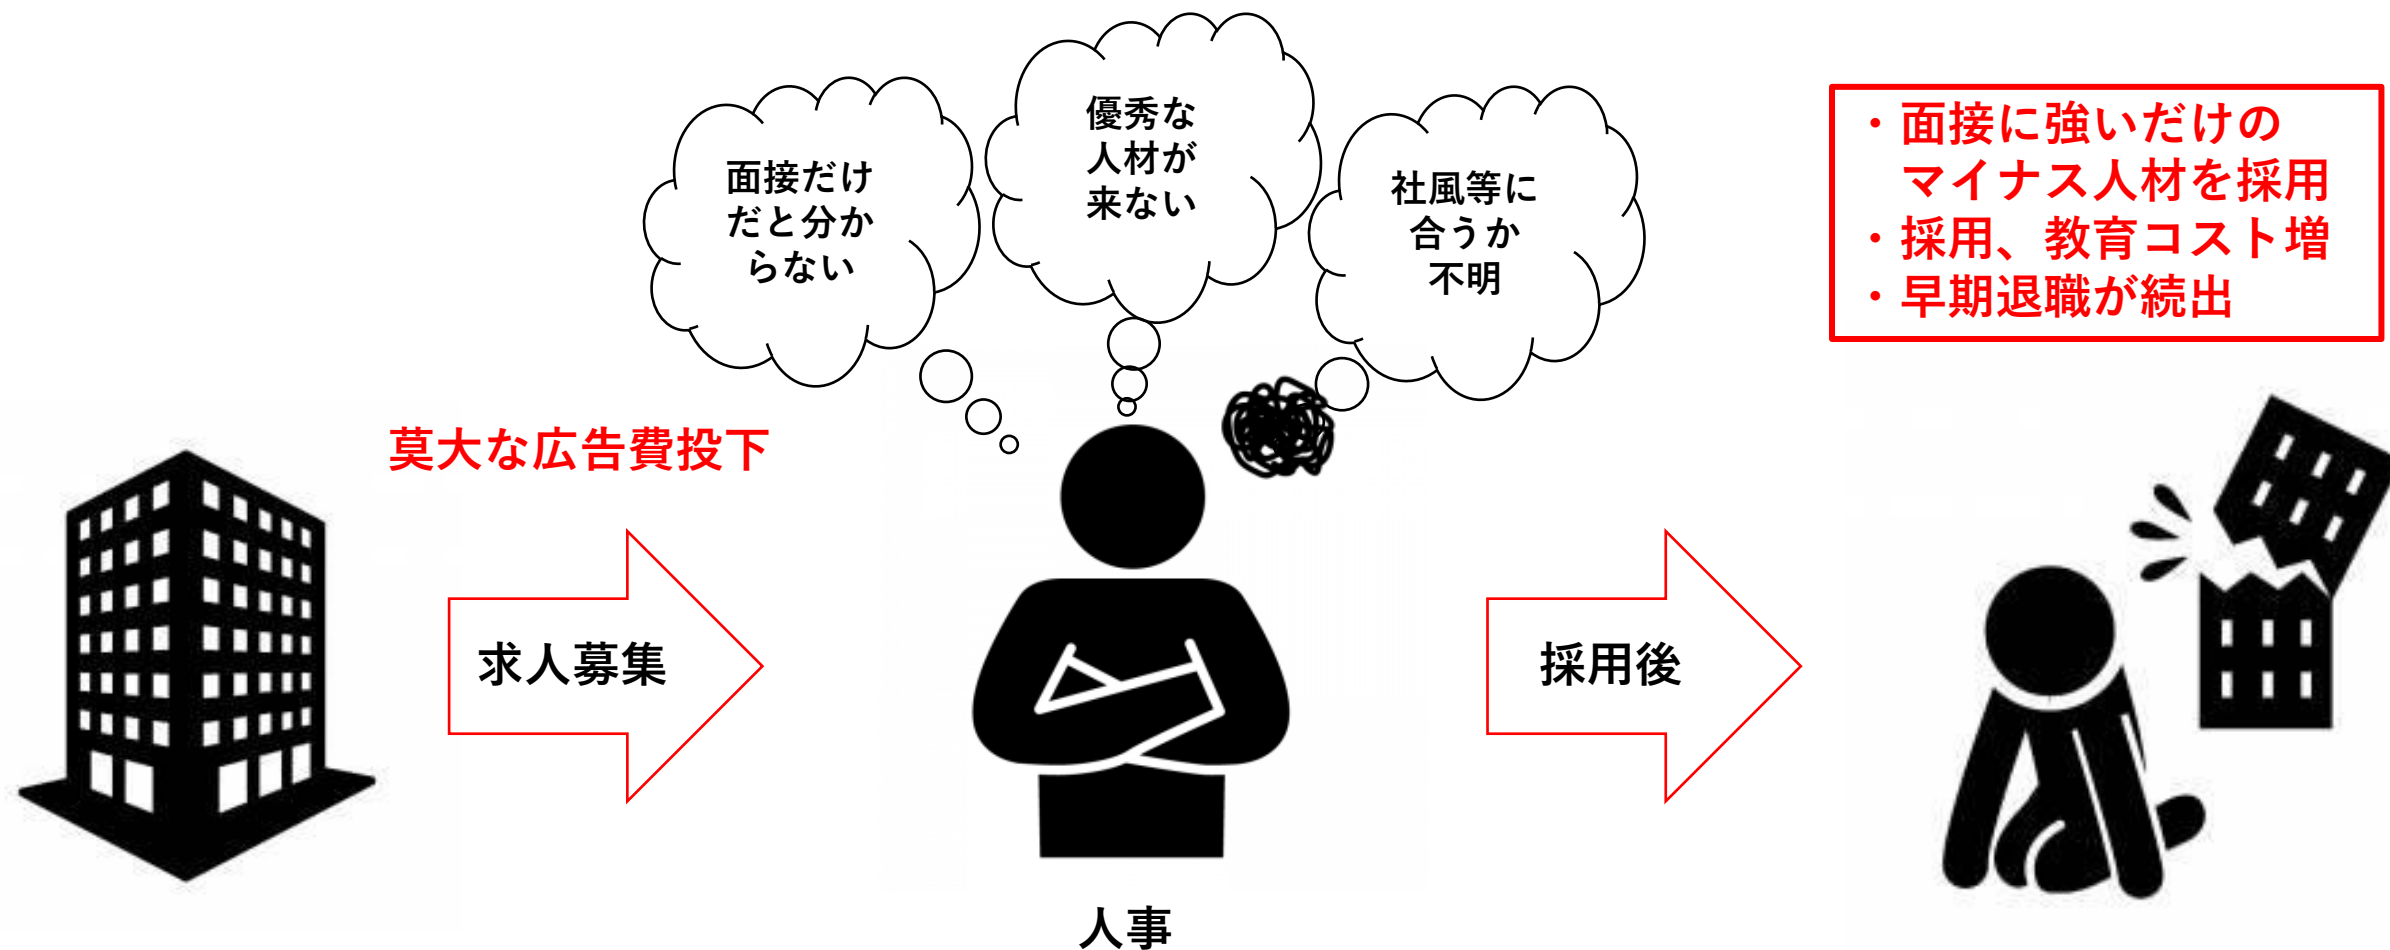 面接だけ
だと分か
らない
優秀な
人材が
来ない
社風等に
合うか
不明
・面接に強いだけの
マイナス人材を採用
・採用、教育コスト増
・早期退職が続出
莫大な広告費投下
求人募集
採用後
人事